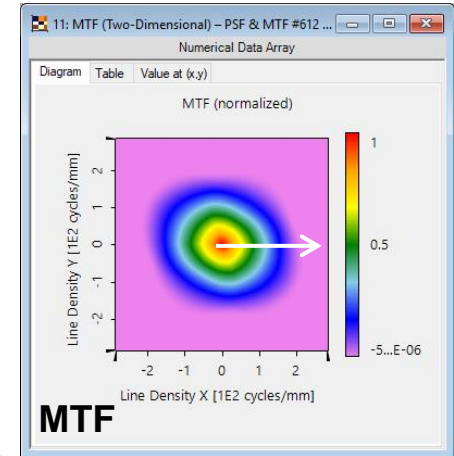 11: MTF (Two-Dimensional) – PSF & MTF #612 ...
Numerical Data Array
Diagram Table Value at (x,y)
MTF (normalized)
Line Density Y [1E2 cycles/mm]
2
1
0
-1
-2
-2 -1 0 1 2
Line Density X [1E2 cycles/mm]
1
0.5
-5...E-06
MTF